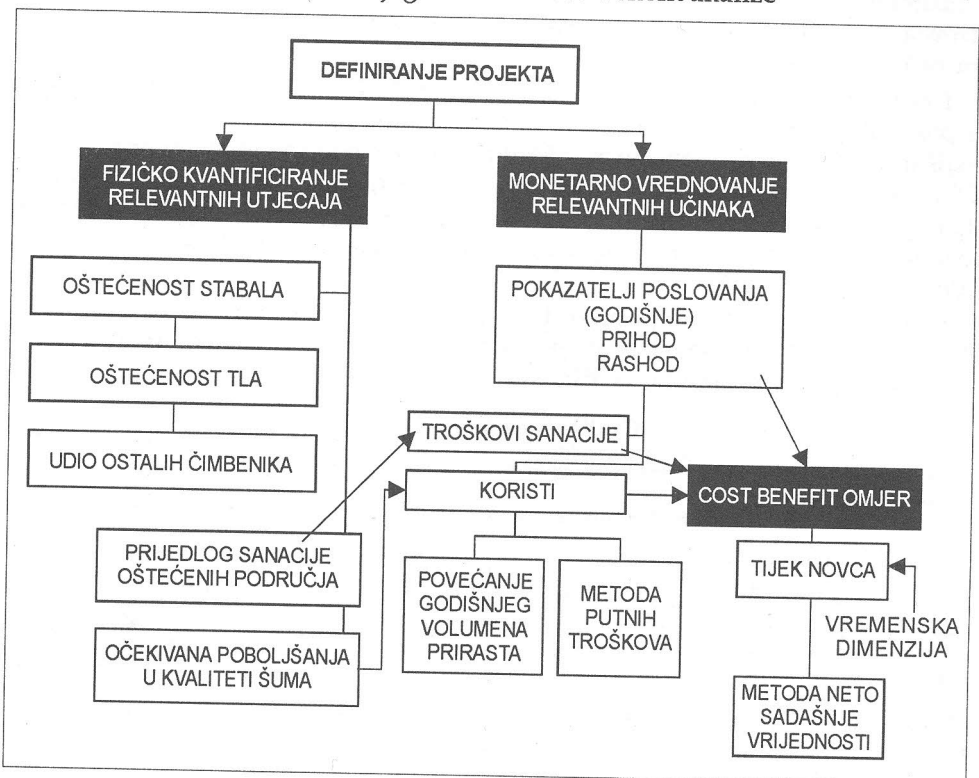 analize
DEFINIRANJE PROJEKTA
FIZIČKO KVANTIFICIRANJE
RELEVANTNIH UTJECAJA
MONETARNO VREDNOVANJE
RELEVANTNIH UČINAKA
OŠTEĆENOST STABALA
POKAZATELJI POSLOVANJA
(GODIŠNJE)
PRIHOD
RASHOD
OŠTEĆENOST TLA
UDIO OSTALIH ČIMBENIKA
TROŠKOVI SANACIJE
KORISTI
COST BENEFIT OMJER
PRIJEDLOG SANACIJE
OŠTEĆENIH PODRUČJA
POVEĆANJE
GODIŠNJEG
VOLUMENA
PRIRASTA
METODA
PUTNIH
TROŠKOVA
TIJEK NOVCA
VREMENSKA
DIMENZIJA
OČEKIVANA POBOLJŠANJA
U KVALITETI ŠUMA
METODA NETO
SADAŠNJE
VRIJEDNOSTI